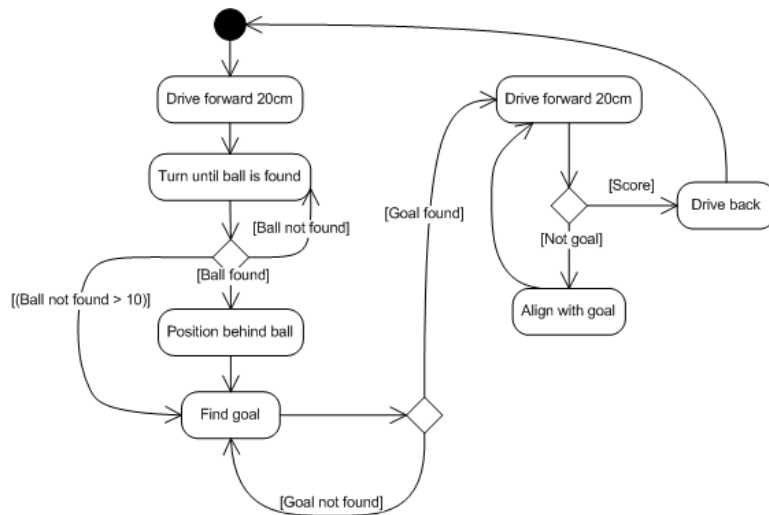 Drive forward 20cm
Turn until ball is found
[Ball not found]
[Ball found]
[(Ball not found > 10)]
Position behind ball
Find goal
[Goal not found]
[Goal found]
Drive forward 20cm
[Score]
Drive back
[Not goal]
Align with goal